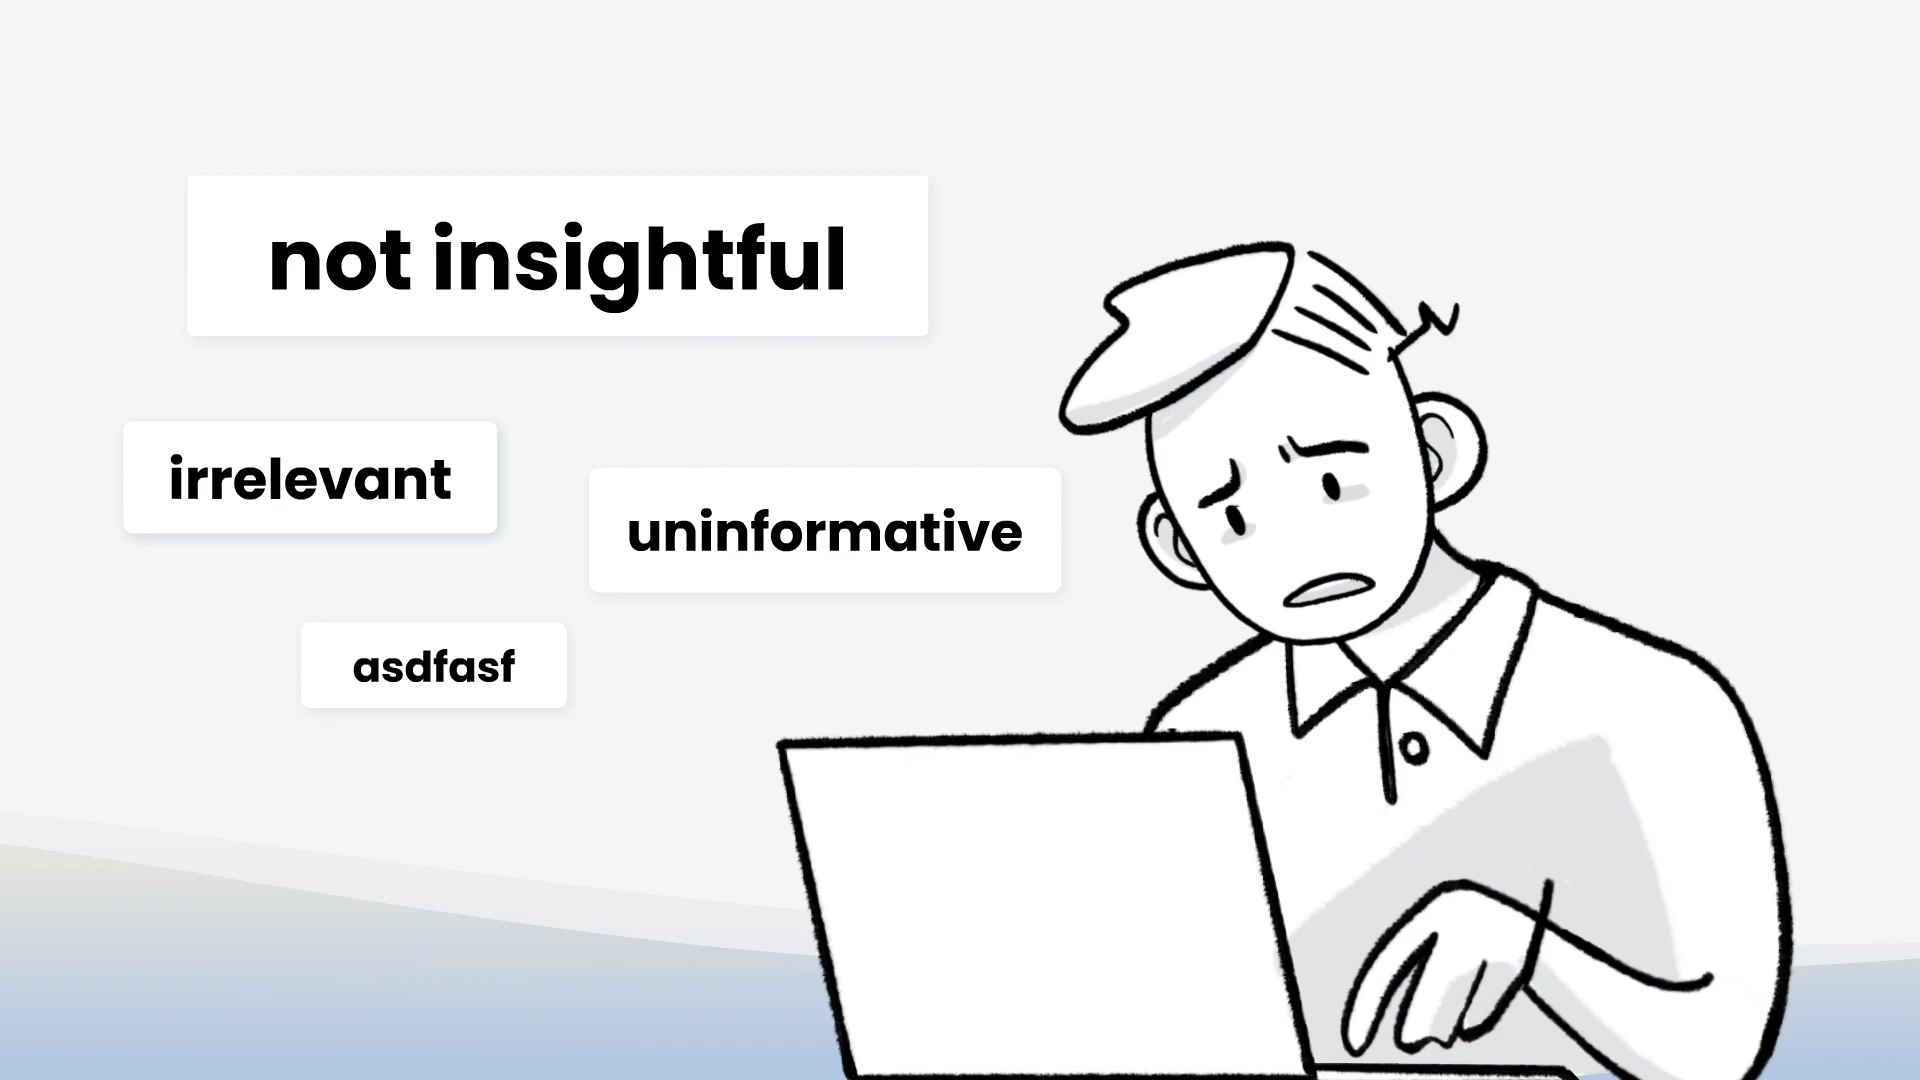 not insightful
irrelevant
uninformative
asdfasf